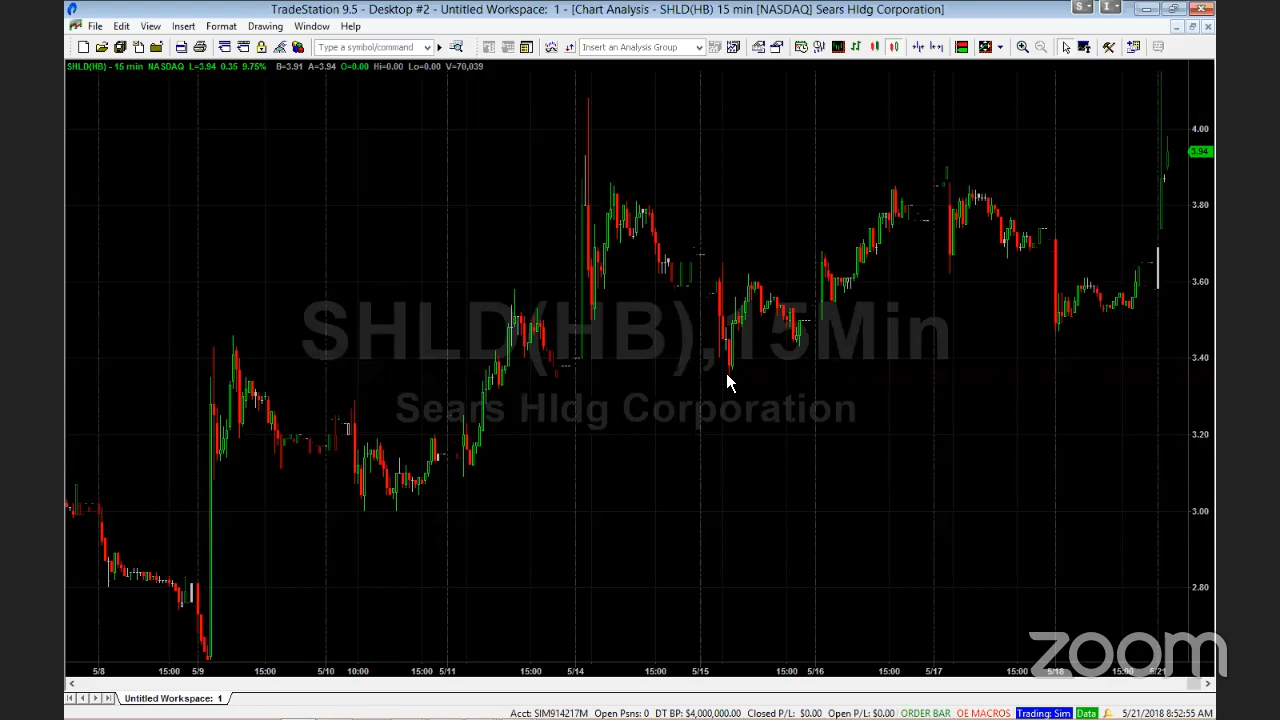 TradeStation 9.5 - Desktop #2 - Untitled Workspace: 1 - [Chart Analysis - SHLD(HB) 15 min [NASDAQ] Sears Hldg Corporation]
File Edit View Insert Format Drawing Window Help
Type a symbol/command Insert an Analysis Group
SHLD(HB) - 15 min NASDAQ L=3.94 0.35 9.75% B=3.91 A=3.94 O=0.00 Hi=0.00 Lo=0.00 V=70,039
4.00
3.94
3.80
3.60
SHLD(HB),15Min
3.40
Sears Hldg Corporation
3.20
3.00
2.80
zoom
5/8 15:00 5/9 15:00 5/10 10:00 5/11 15:00 5/14 15:00 5/15 15:00 5/16 15:00 5/17 15:00 5/18 15:00 5/21
Untitled Workspace: 1
Acct: SIM914217M Open Psns: 0 DT BP: $4,000,000.00 Closed P/L: $0.00 Open P/L: $0.00 ORDER BAR OE MACROS Trading: Sim Data 5/21/2018 8:52:55 AM